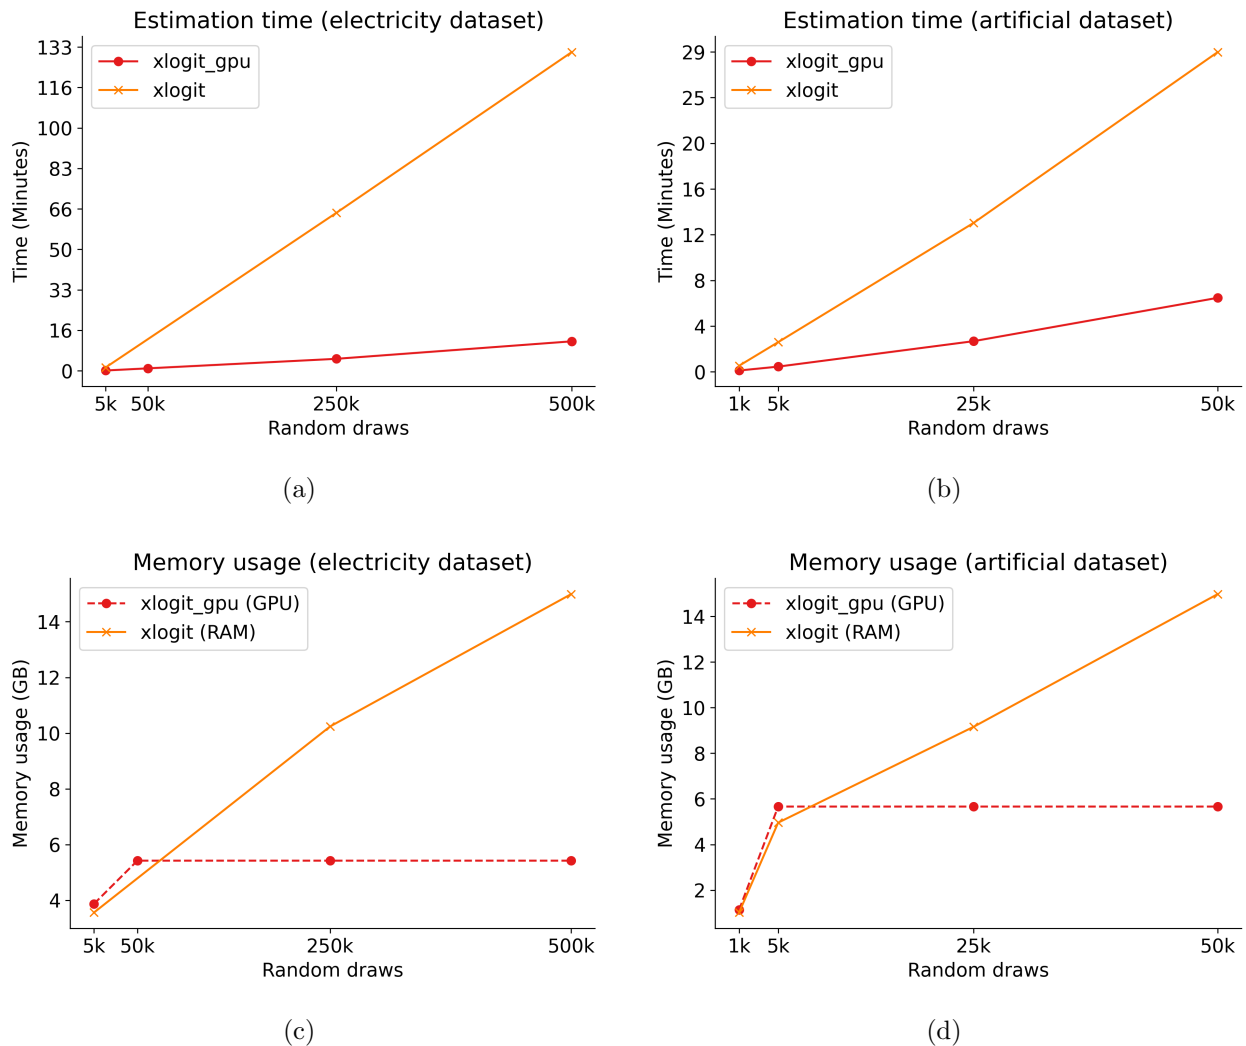 Estimation time (electricity dataset)
xlogit_gpu
xlogit
Time (Minutes)
133
116
100
83
66
50
33
16
0
5k 50k 250k 500k
Random draws
(a)
Estimation time (artificial dataset)
xlogit_gpu
xlogit
Time (Minutes)
29
25
20
16
12
8
4
0
1k 5k 25k 50k
Random draws
(b)
Memory usage (electricity dataset)
xlogit_gpu (GPU)
xlogit (RAM)
Memory usage (GB)
14
12
10
8
6
4
5k 50k 250k 500k
Random draws
(c)
Memory usage (artificial dataset)
xlogit_gpu (GPU)
xlogit (RAM)
Memory usage (GB)
14
12
10
8
6
4
2
1k 5k 25k 50k
Random draws
(d)